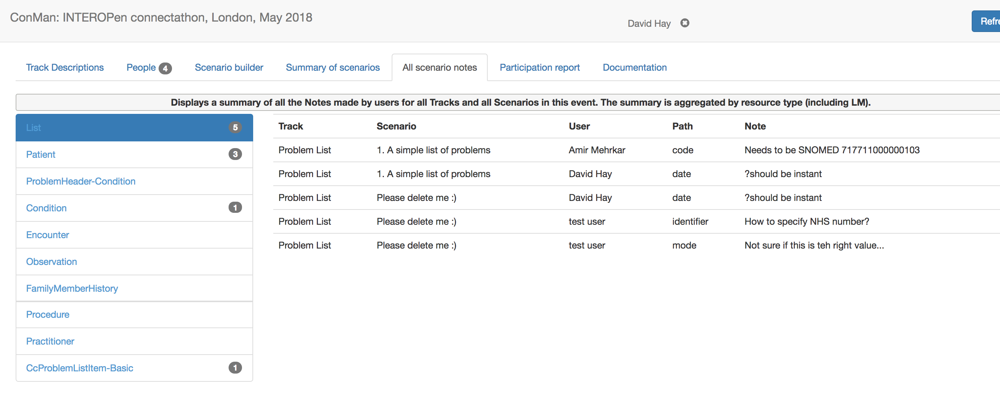 ConMan: INTEROPen connectathon, London, May 2018
David Hay
Refre
Track Descriptions People 4 Scenario builder Summary of scenarios All scenario notes Participation report Documentation
Displays a summary of all the Notes made by users for all Tracks and all Scenarios in this event. The summary is aggregated by resource type (including LM).
List 5
Patient 3
ProblemHeader-Condition
Condition 1
Encounter
Observation
FamilyMemberHistory
Procedure
Practitioner
CcProblemListItem-Basic 1
Track Scenario User Path Note
Problem List 1. A simple list of problems Amir Mehrkar code Needs to be SNOMED 717711000000103
Problem List 1. A simple list of problems David Hay date ?should be instant
Problem List Please delete me :) David Hay date ?should be instant
Problem List Please delete me :) test user identifier How to specify NHS number?
Problem List Please delete me :) test user mode Not sure if this is teh right value...